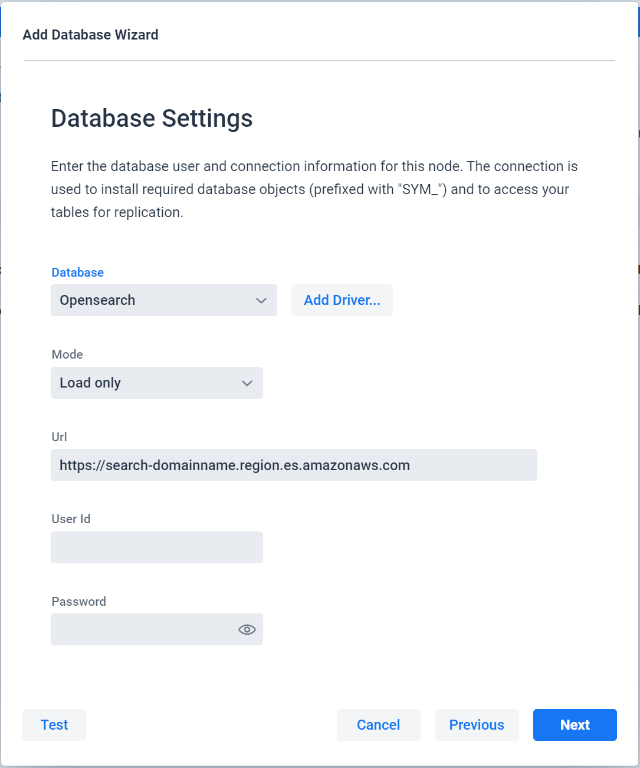 Add Database Wizard
Database Settings
Enter the database user and connection information for this node. The connection is
used to install required database objects (prefixed with "SYM_") and to access your
tables for replication.
Database
Opensearch
Add Driver...
Mode
Load only
Url
https://search-domainname.region.es.amazonaws.com
User Id
Password
Test
Cancel
Previous
Next